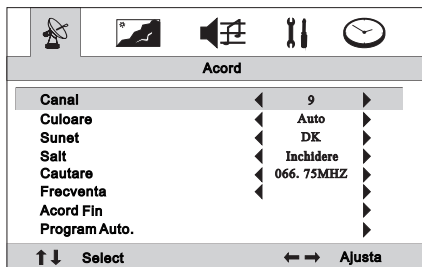 Acord
Canal 9
Culoare Auto
Sunet DK
Salt Inchidere
Cautare 066. 75MHZ
Frecventa
Acord Fin
Program Auto.
Select Ajusta